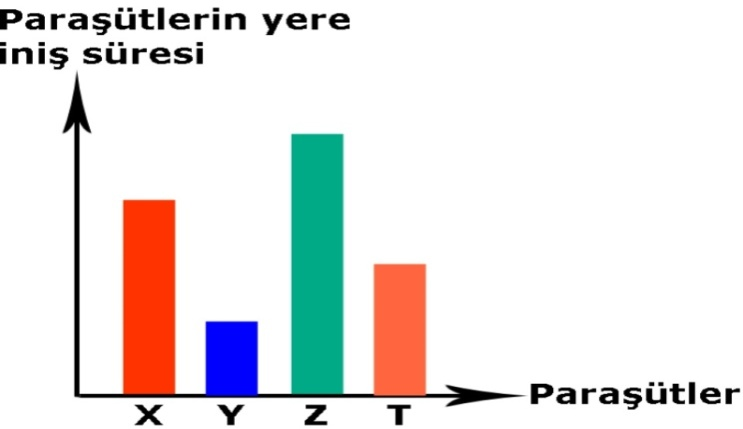 Paraşütlerin yere
iniş süresi
Paraşütler
X Y Z T